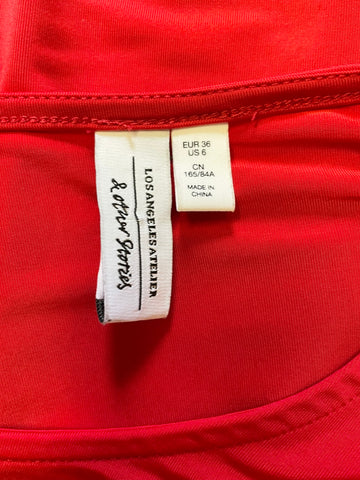 LOS ANGELES ATELIER
& other Stories
EUR 36
US 6
CN
165/84A
MADE IN
CHINA